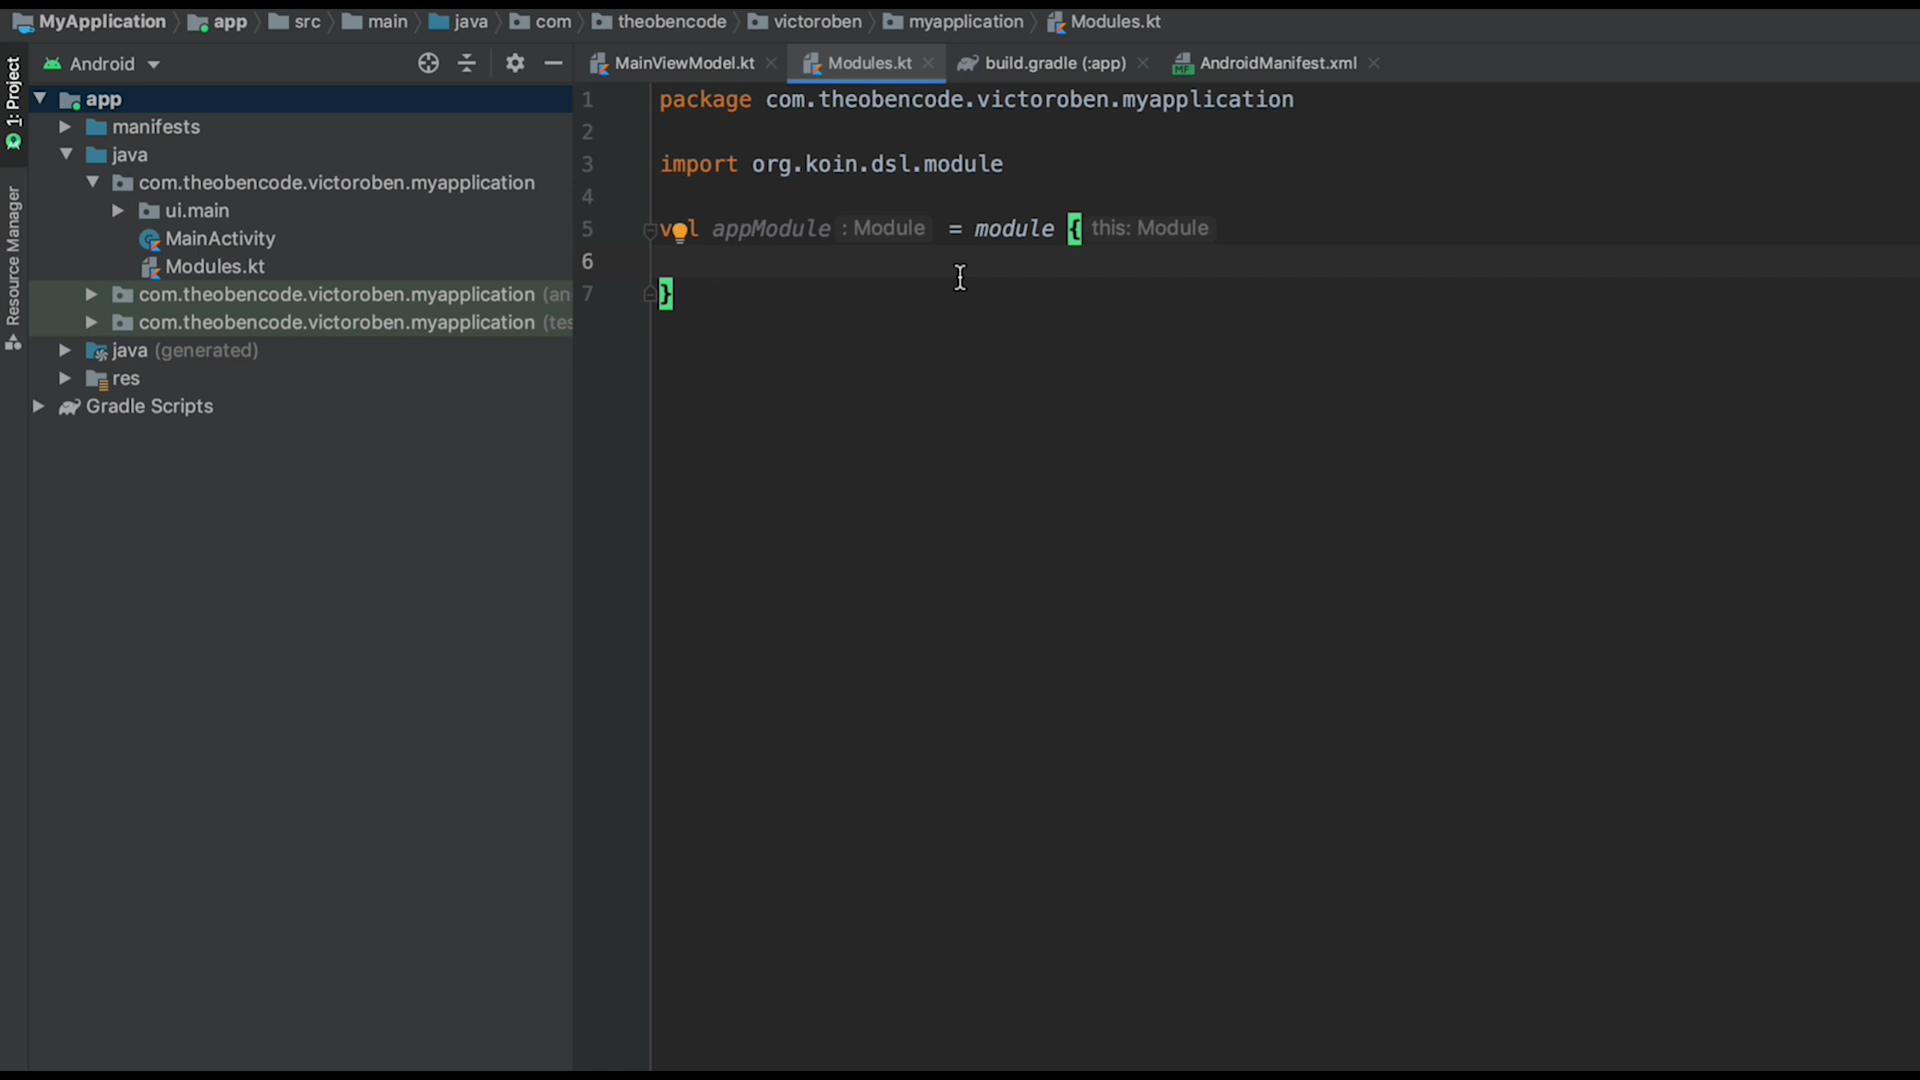 MyApplication app src main java com theobencode victoroben myapplication Modules.kt
1: Project
Resource Manager
Android
app
manifests
java
com.theobencode.victoroben.myapplication
ui.main
MainActivity
Modules.kt
com.theobencode.victoroben.myapplication (an
com.theobencode.victoroben.myapplication (tes
java (generated)
res
Gradle Scripts
MainViewModel.kt Modules.kt build.gradle (:app) AndroidManifest.xml
1 package com.theobencode.victoroben.myapplication
2
3 import org.koin.dsl.module
4
5 val appModule : Module = module { this: Module
6
7 }